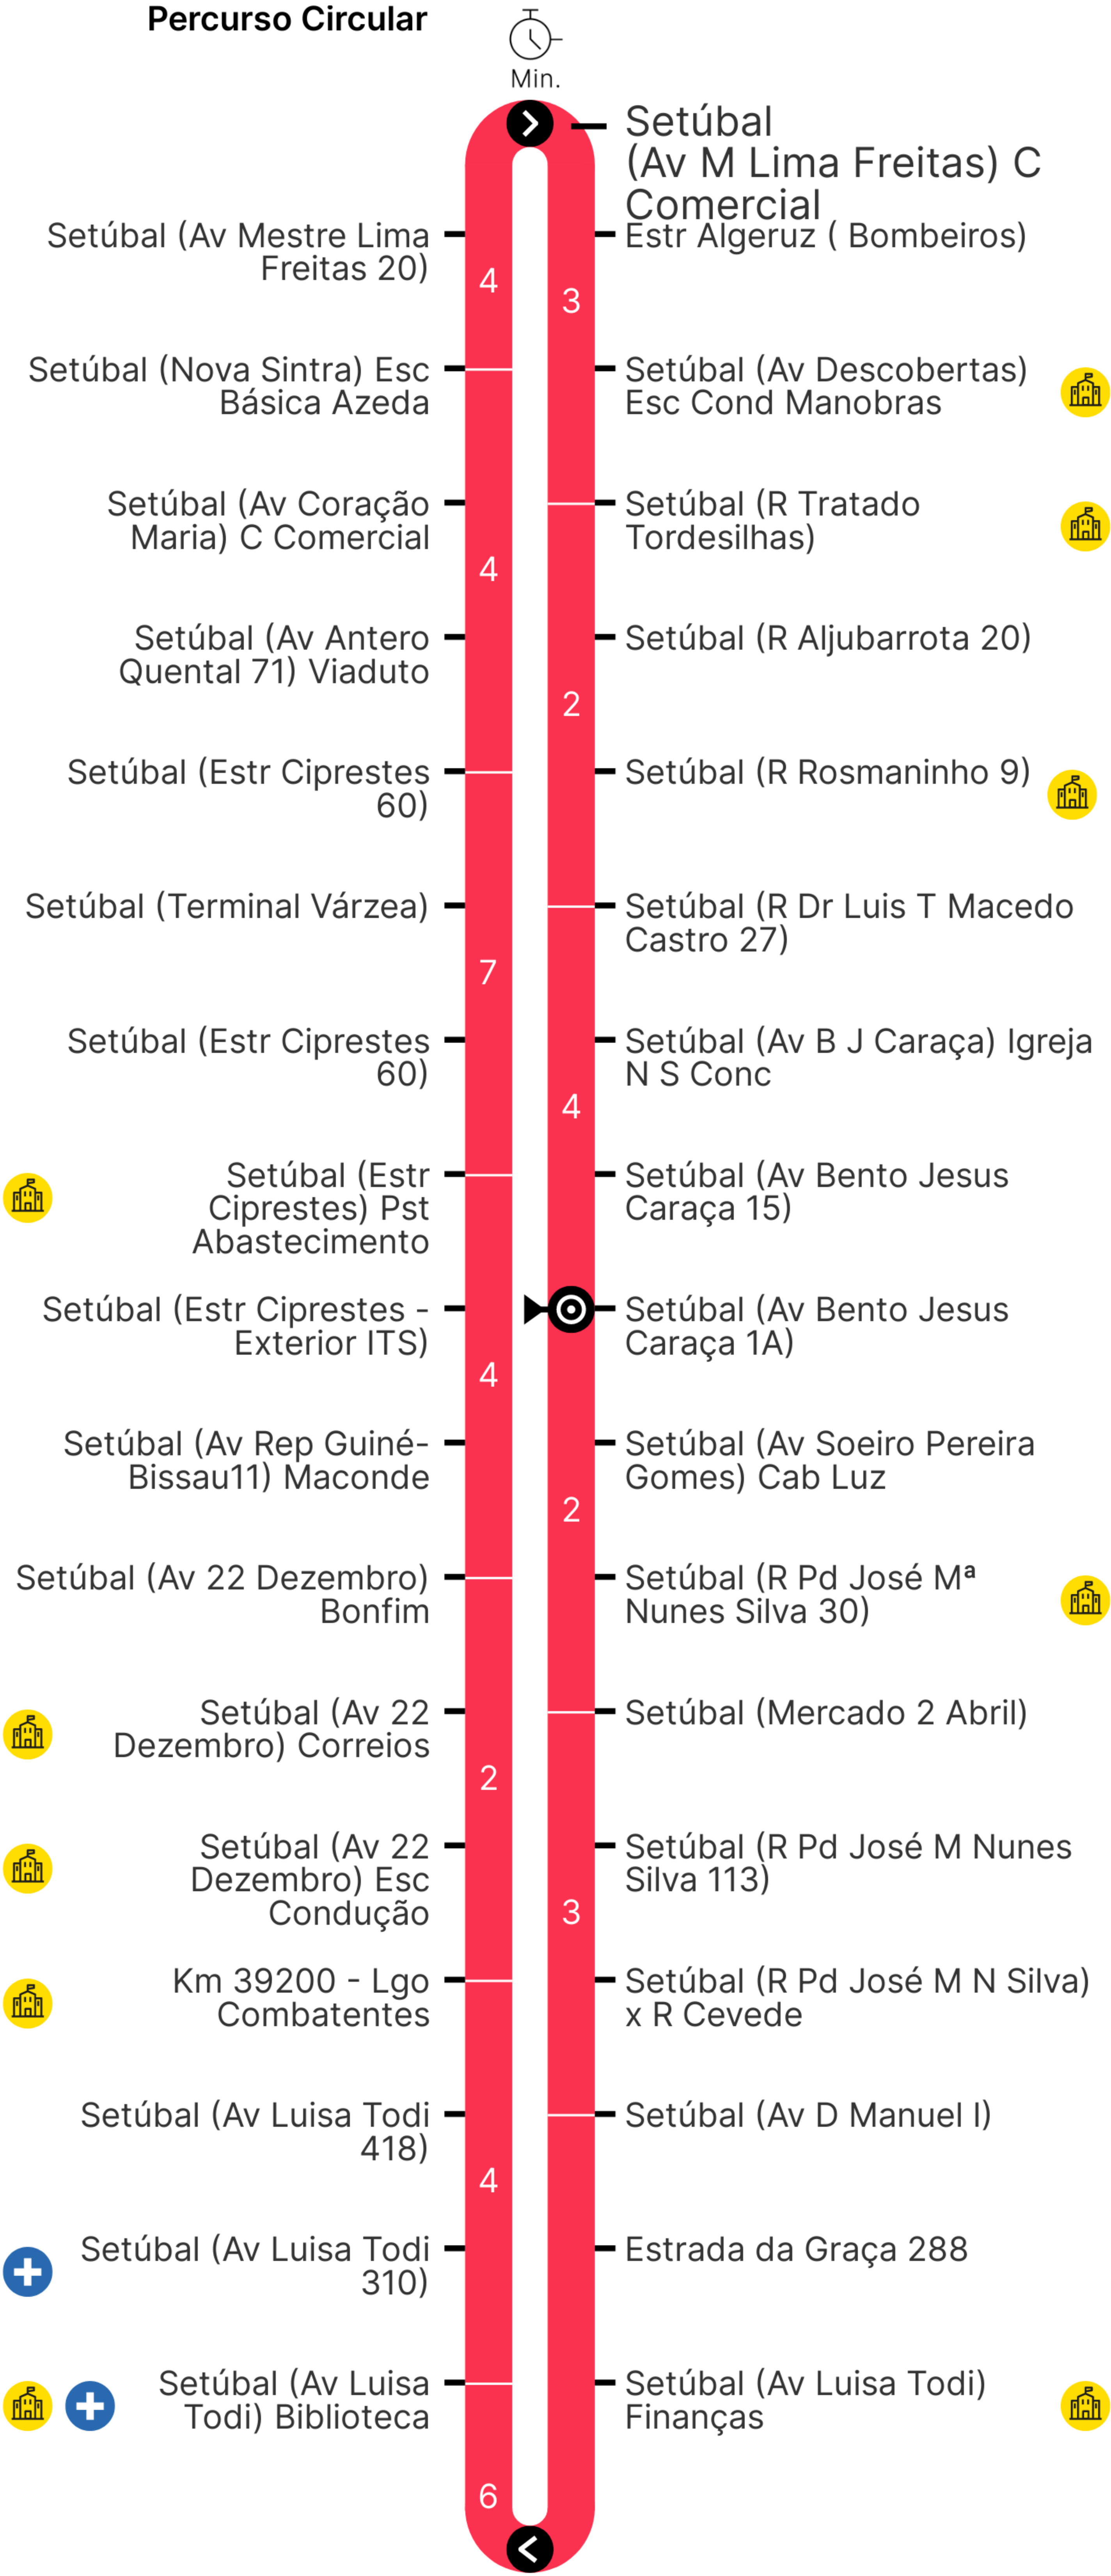 Percurso Circular
Min.
Setúbal
(Av M Lima Freitas) C
Comercial
Estr Algeruz ( Bombeiros)
3
Setúbal (Av Descobertas)
Esc Cond Manobras
Setúbal (R Tratado
Tordesilhas)
Setúbal (R Aljubarrota 20)
2
Setúbal (R Rosmaninho 9)
Setúbal (R Dr Luis T Macedo
Castro 27)
Setúbal (Av B J Caraça) Igreja
N S Conc
4
Setúbal (Av Bento Jesus
Caraça 15)
Setúbal (Av Bento Jesus
Caraça 1A)
Setúbal (Av Soeiro Pereira
Gomes) Cab Luz
2
Setúbal (R Pd José Mª
Nunes Silva 30)
Setúbal (Mercado 2 Abril)
Setúbal (R Pd José M Nunes
Silva 113)
3
Setúbal (R Pd José M N Silva)
x R Cevede
Setúbal (Av D Manuel I)
Estrada da Graça 288
Setúbal (Av Luisa Todi)
Finanças
Setúbal (Av Mestre Lima
Freitas 20)
4
Setúbal (Nova Sintra) Esc
Básica Azeda
Setúbal (Av Coração
Maria) C Comercial
4
Setúbal (Av Antero
Quental 71) Viaduto
Setúbal (Estr Ciprestes
60)
Setúbal (Terminal Várzea)
7
Setúbal (Estr Ciprestes
60)
Setúbal (Estr
Ciprestes) Pst
Abastecimento
Setúbal (Estr Ciprestes -
Exterior ITS)
4
Setúbal (Av Rep Guiné-
Bissau11) Maconde
Setúbal (Av 22 Dezembro)
Bonfim
Setúbal (Av 22
Dezembro) Correios
2
Setúbal (Av 22
Dezembro) Esc
Condução
Km 39200 - Lgo
Combatentes
Setúbal (Av Luisa Todi
418)
4
Setúbal (Av Luisa Todi
310)
Setúbal (Av Luisa
Todi) Biblioteca
6